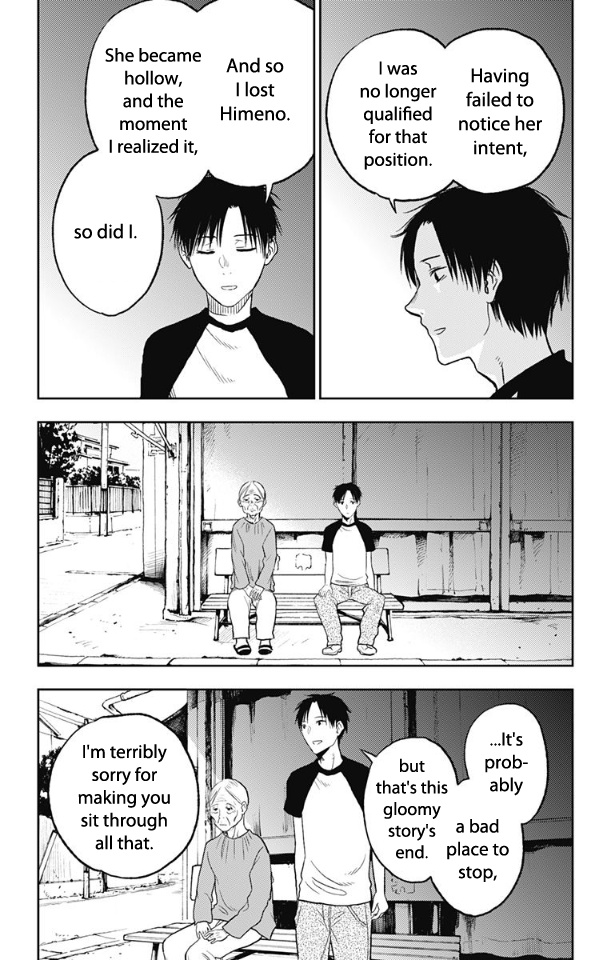 Having
failed to
notice her
intent,
I was
no longer
qualified
for that
position.
And so
I lost
Himeno.
She became
hollow,
and the
moment
I realized it,
so did I.
...It's
prob-
ably
a bad
place to
stop,
but
that's this
gloomy
story's
end.
I'm terribly
sorry for
making you
sit through
all that.